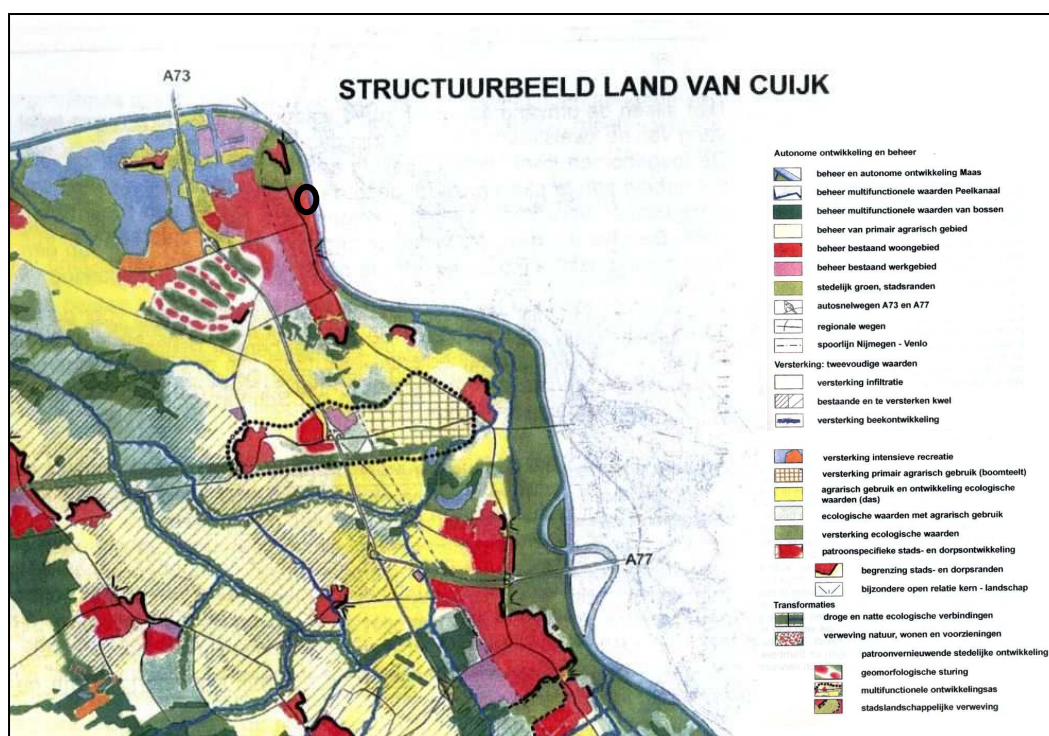 A73
STRUCTUURBEELD LAND VAN CUIJK
Autonome ontwikkeling en beheer
beheer en autonome ontwikkeling Maas
beheer multifunctionele waarden Peelkanaal
beheer multifunctionele waarden van bossen
beheer van primair agrarisch gebied
beheer bestaand woongebied
beheer bestaand werkgebied
stedelijk groen, stadsranden
autosnelwegen A73 en A77
regionale wegen
spoorlijn Nijmegen - Venlo
Versterking: tweevoudige waarden
versterking infiltratie
bestaande en te versterken kwel
versterking beekontwikkeling
versterking intensieve recreatie
versterking primair agrarisch gebruik (boomteelt)
agrarisch gebruik en ontwikkeling ecologische
waarden (das)
ecologische waarden met agrarisch gebruik
versterking ecologische waarden
patroonspecifieke stads- en dorpsontwikkeling
begrenzing stads- en dorpsranden
bijzondere open relatie kern - landschap
Transformaties
droge en natte ecologische verbindingen
verweving natuur, wonen en voorzieningen
patroonvernieuwende stedelijke ontwikkeling
geomorfologische sturing
multifunctionele ontwikkelingsas
stadslandschappelijke verweving
A77